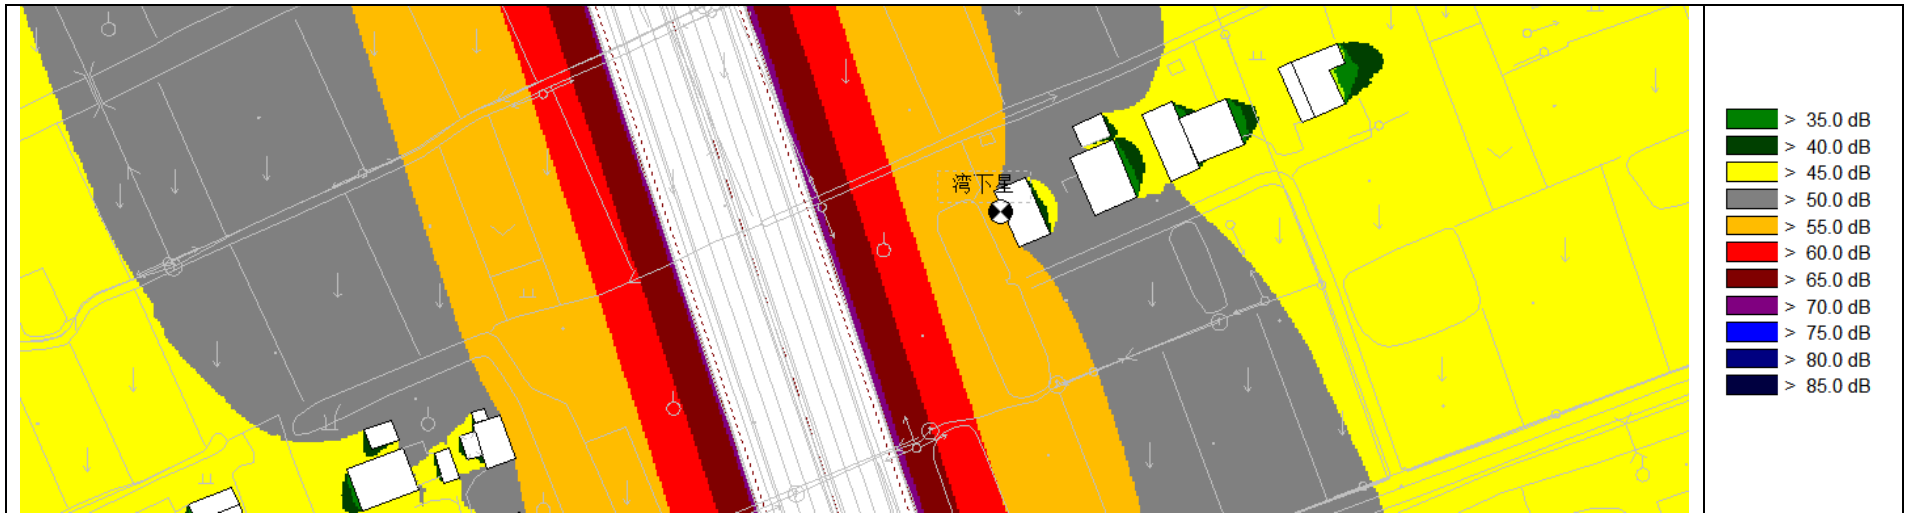 湾下星
> 35.0 dB
> 40.0 dB
> 45.0 dB
> 50.0 dB
> 55.0 dB
> 60.0 dB
> 65.0 dB
> 70.0 dB
> 75.0 dB
> 80.0 dB
> 85.0 dB